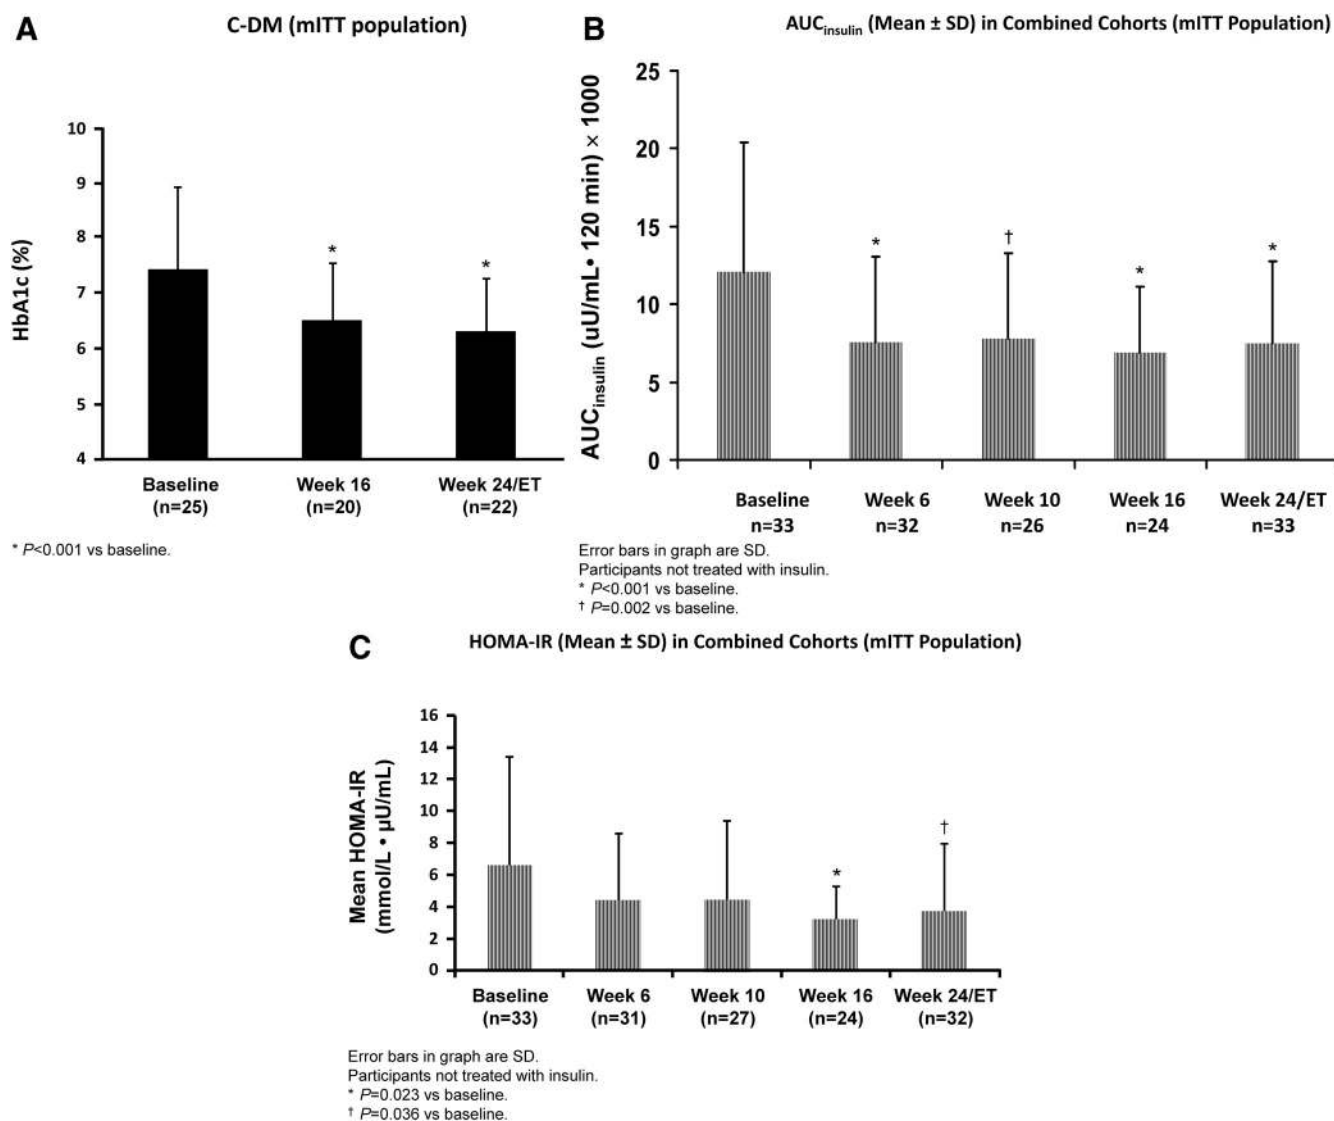 A
C-DM (mITT population)
HbA1c (%)
10
9
8
7
6
5
4
*
*
Baseline
(n=25)
Week 16
(n=20)
Week 24/ET
(n=22)
* P<0.001 vs baseline.
B
AUCinsulin (Mean ± SD) in Combined Cohorts (mITT Population)
AUCinsulin (uU/mL• 120 min) × 1000
25
20
15
10
5
0
*
†
*
*
Baseline
n=33
Week 6
n=32
Week 10
n=26
Week 16
n=24
Week 24/ET
n=33
Error bars in graph are SD.
Participants not treated with insulin.
* P<0.001 vs baseline.
† P=0.002 vs baseline.
C
HOMA-IR (Mean ± SD) in Combined Cohorts (mITT Population)
Mean HOMA-IR
(mmol/L • µU/mL)
16
14
12
10
8
6
4
2
0
*
†
Baseline
(n=33)
Week 6
(n=31)
Week 10
(n=27)
Week 16
(n=24)
Week 24/ET
(n=32)
Error bars in graph are SD.
Participants not treated with insulin.
* P=0.023 vs baseline.
† P=0.036 vs baseline.